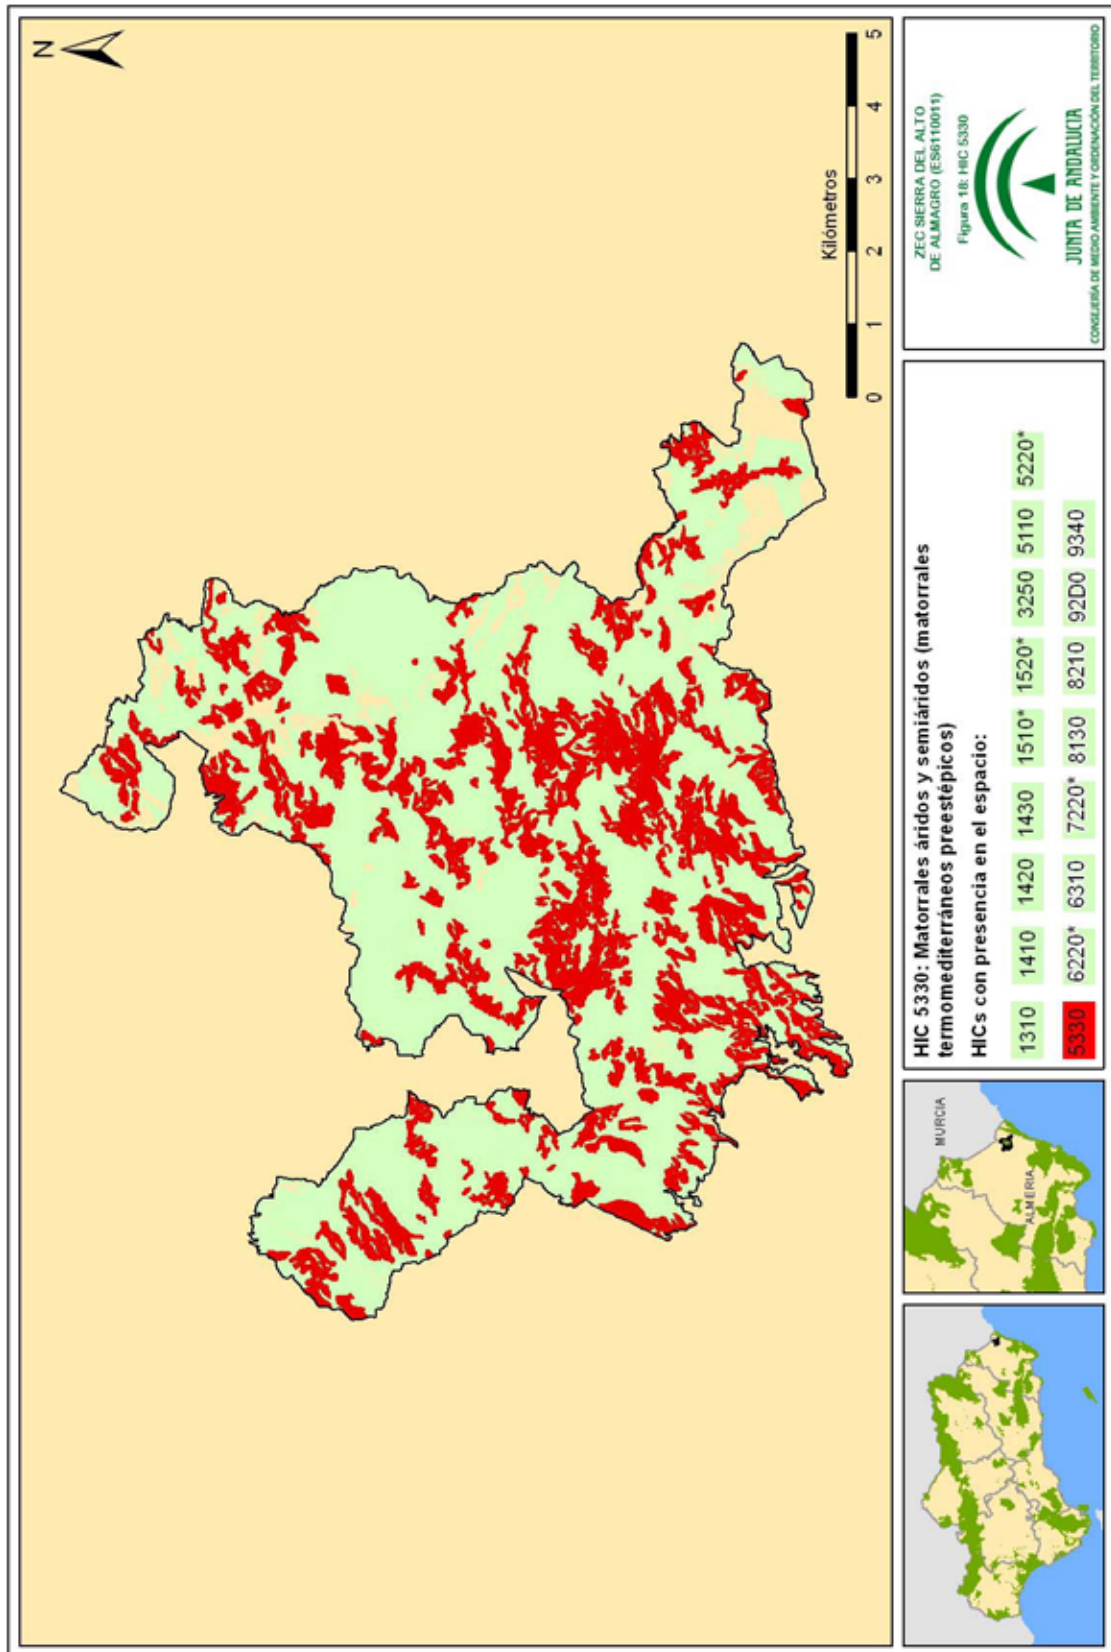 N
Kilómetros
0 1 2 3 4 5
MURCIA
ALMERIA
HIC 5330: Matorrales áridos y semiáridos (matorrales
termomediterráneos preestépicos)
HICs con presencia en el espacio:
1310 1410 1420 1430 1510* 1520* 3250 5110 5220*
5330 6220* 6310 7220* 8130 8210 92D0 9340
ZEC SIERRA DEL ALTO
DE ALMAGRO (ES6110011)
Figura 18: HIC 5330
JUNTA DE ANDALUCIA
CONSEJERÍA DE MEDIO AMBIENTE Y ORDENACIÓN DEL TERRITORIO